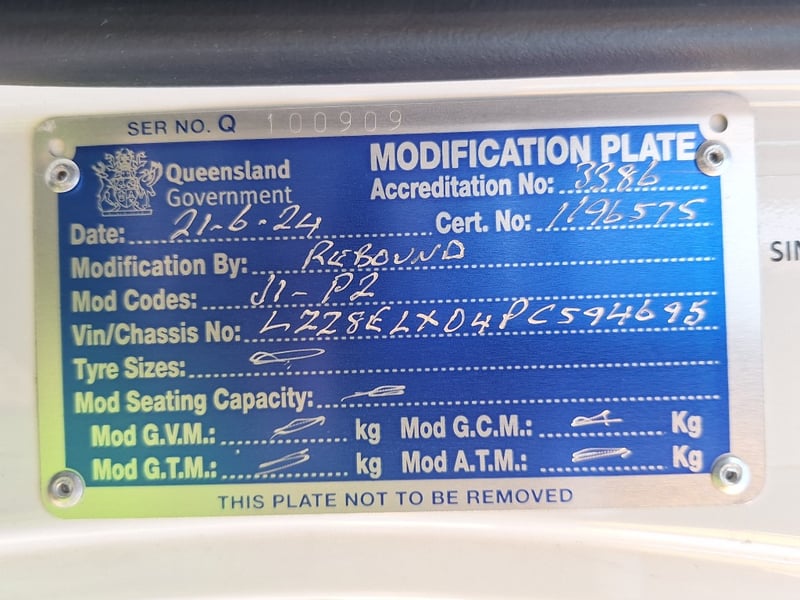 SER NO. Q 100909
Queensland Government
MODIFICATION PLATE
Accreditation No: 3386
Date: 21-6-24
Cert. No: 1196575
Modification By: REBOUND
Mod Codes: J1-P2
Vin/Chassis No: LZZ8ELXD4PC594695
Tyre Sizes:
Mod Seating Capacity:
Mod G.V.M.: kg Mod G.C.M.: Kg
Mod G.T.M.: kg Mod A.T.M.: Kg
THIS PLATE NOT TO BE REMOVED
SIN